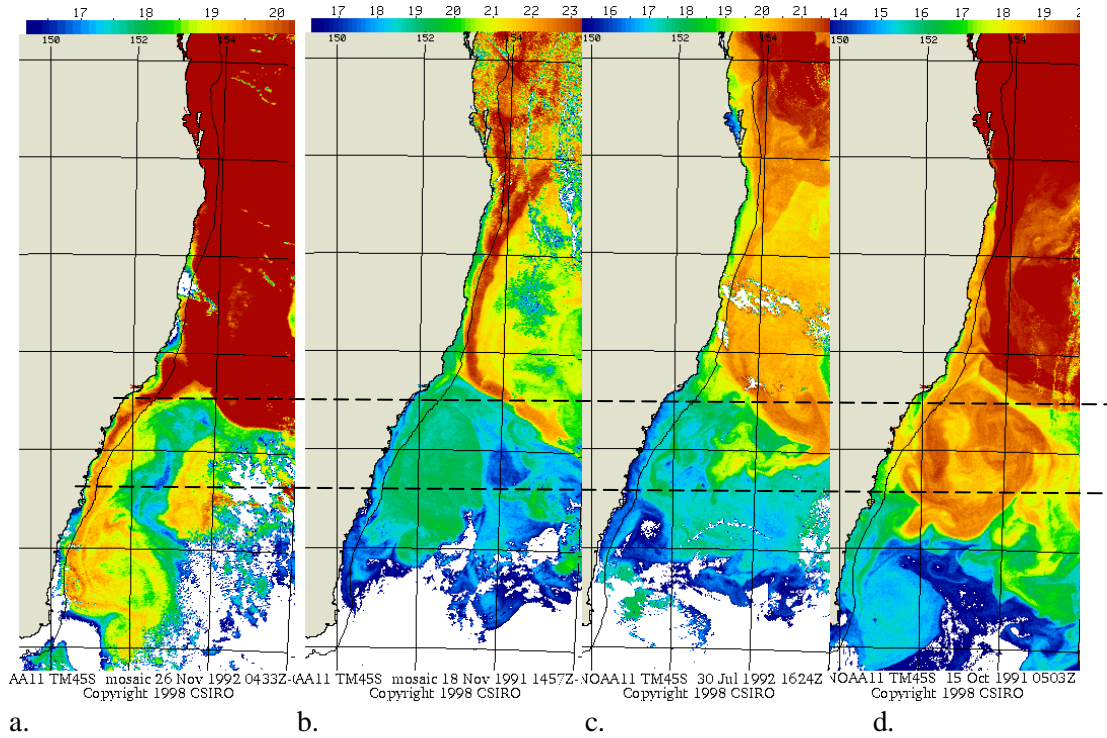 17 18 19 20
150 152 154
AA11 TM45S mosaic 26 Nov 1992 0433Z-
Copyright 1998 CSIRO
a.
17 18 19 20 21 22 23
150 152 154
AA11 TM45S mosaic 18 Nov 1991 1457Z-
Copyright 1998 CSIRO
b.
16 17 18 19 20 21
150 152 154
NOAA11 TM45S 30 Jul 1992 1624Z
Copyright 1998 CSIRO
c.
14 15 16 17 18 19 2
150 152 154
NOAA11 TM45S 15 Oct 1991 0503Z
Copyright 1998 CSIRO
d.